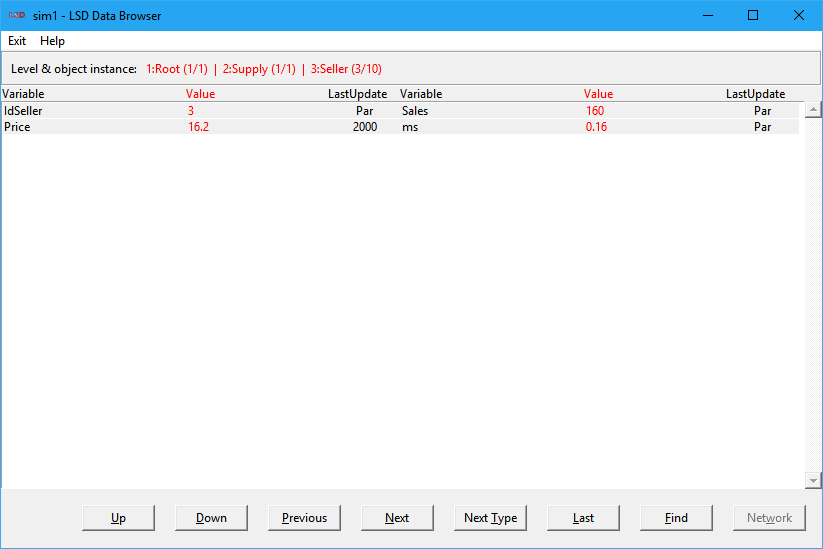 LSD sim1 - LSD Data Browser
Exit Help
Level & object instance: 1:Root (1/1) | 2:Supply (1/1) | 3:Seller (3/10)
Variable Value LastUpdate Variable Value LastUpdate
IdSeller 3 Par Sales 160 Par
Price 16.2 2000 ms 0.16 Par
Up Down Previous Next Next Type Last Find Network